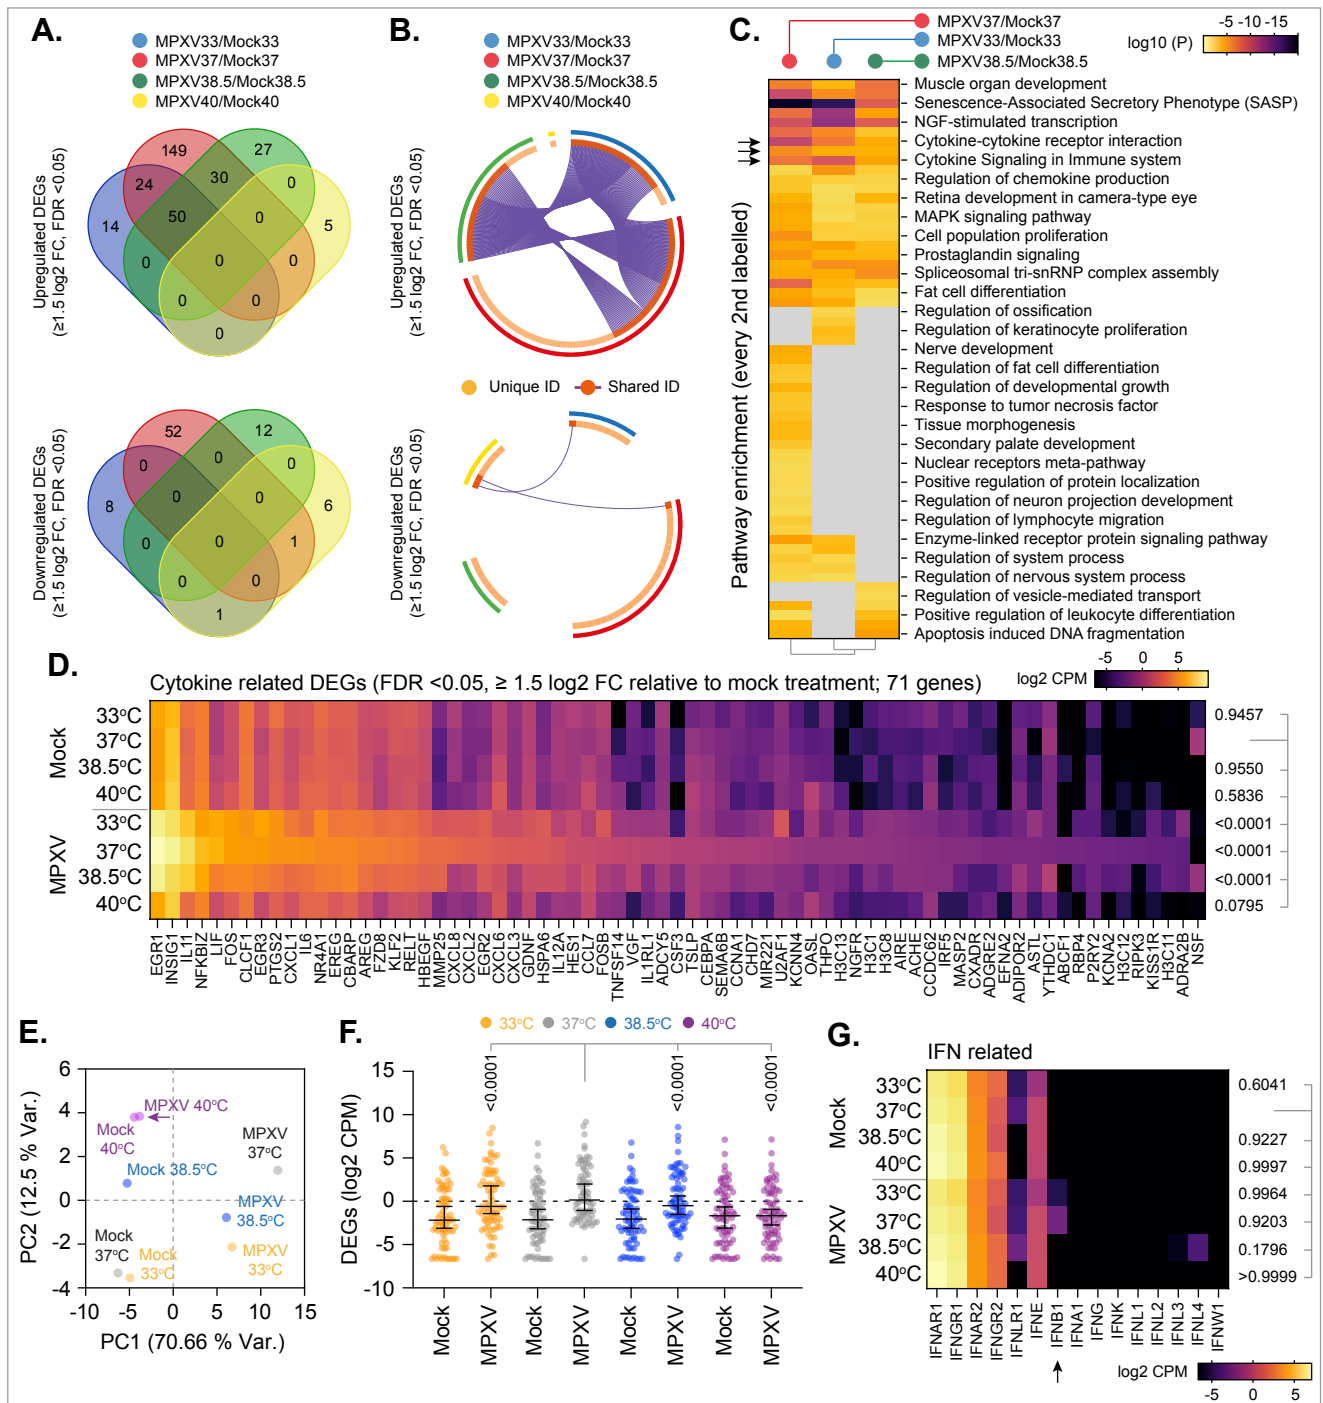 A.
MPXV33/Mock33
MPXV37/Mock37
MPXV38.5/Mock38.5
MPXV40/Mock40
Upregulated DEGs
(≥1.5 log2 FC, FDR <0.05)
149
27
24
30
0
14
50
0
5
0
0
0
0
0
0
Downregulated DEGs
(≥1.5 log2 FC, FDR <0.05)
52
12
0
0
0
8
0
0
6
0
0
1
0
0
1
B.
MPXV33/Mock33
MPXV37/Mock37
MPXV38.5/Mock38.5
MPXV40/Mock40
Upregulated DEGs
(≥1.5 log2 FC, FDR <0.05)
Unique ID
Shared ID
Downregulated DEGs
(≥1.5 log2 FC, FDR <0.05)
C.
MPXV37/Mock37
MPXV33/Mock33
MPXV38.5/Mock38.5
-5 -10 -15
log10 (P)
Pathway enrichment (every 2nd labelled)
Muscle organ development
Senescence-Associated Secretory Phenotype (SASP)
NGF-stimulated transcription
Cytokine-cytokine receptor interaction
Cytokine Signaling in Immune system
Regulation of chemokine production
Retina development in camera-type eye
MAPK signaling pathway
Cell population proliferation
Prostaglandin signaling
Spliceosomal tri-snRNP complex assembly
Fat cell differentiation
Regulation of ossification
Regulation of keratinocyte proliferation
Nerve development
Regulation of fat cell differentiation
Regulation of developmental growth
Response to tumor necrosis factor
Tissue morphogenesis
Secondary palate development
Nuclear receptors meta-pathway
Positive regulation of protein localization
Regulation of neuron projection development
Regulation of lymphocyte migration
Enzyme-linked receptor protein signaling pathway
Regulation of system process
Regulation of nervous system process
Regulation of vesicle-mediated transport
Positive regulation of leukocyte differentiation
Apoptosis induced DNA fragmentation
D.
Cytokine related DEGs (FDR <0.05, ≥ 1.5 log2 FC relative to mock treatment; 71 genes)
log2 CPM
-5 0 5
Mock
33°C
37°C
38.5°C
40°C
MPXV
33°C
37°C
38.5°C
40°C
0.9457
0.9550
0.5836
<0.0001
<0.0001
<0.0001
0.0795
EGR1
INSIG1
IL11
NFKBIZ
LIF
FOS
CLCF1
EGR3
PTGS2
CXCL1
IL6
NR4A1
EREG
CBARP
AREG
FZD8
KLF2
RELT
HBEGF
MMP25
CXCL8
CXCL2
EGR2
CXCL6
CXCL3
GDNF
HSPA6
IL12A
HES1
CCL7
FOSB
TNFSF14
VGF
IL1RL1
ADCY5
CSF3
TSLP
CEBPA
SEMA6B
CCNA1
CHD7
MIR221
U2AF1
KCNN4
OASL
THPO
H3C13
NGFR
H3C1
H3C8
AIRE
ACHE
CCDC62
IRF5
MASP2
CXADR
ADGRE2
EFNA2
ADIPOR2
ASTL
YTHDC1
ABCF1
RBP4
P2RY2
KCNA2
H3C12
RIPK3
KISS1R
H3C11
ADRA2B
NSF
E.
PC2 (12.5 % Var.)
6
4
2
0
-2
-4
-10 -5 0 5 10 15
PC1 (70.66 % Var.)
MPXV 40°C
Mock
40°C
MPXV
37°C
Mock 38.5°C
MPXV
38.5°C
Mock
37°C
Mock
33°C
MPXV
33°C
F.
33°C
37°C
38.5°C
40°C
DEGs (log2 CPM)
15
10
5
0
-5
-10
<0.0001
<0.0001
<0.0001
Mock
MPXV
Mock
MPXV
Mock
MPXV
Mock
MPXV
G.
IFN related
Mock
33°C
37°C
38.5°C
40°C
MPXV
33°C
37°C
38.5°C
40°C
0.6041
0.9227
0.9997
0.9964
0.9203
0.1796
>0.9999
IFNAR1
IFNGR1
IFNAR2
IFNGR2
IFNLR1
IFNE
IFNB1
IFNA1
IFNG
IFNK
IFNL1
IFNL2
IFNL3
IFNL4
IFNW1
log2 CPM
-5 0 5